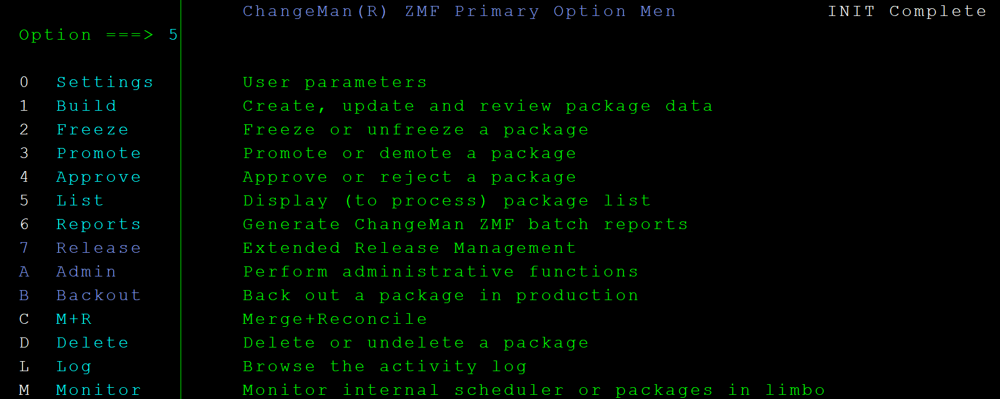 ChangeMan(R) ZMF Primary Option Men INIT Complete
Option ===> 5
0 Settings User parameters
1 Build Create, update and review package data
2 Freeze Freeze or unfreeze a package
3 Promote Promote or demote a package
4 Approve Approve or reject a package
5 List Display (to process) package list
6 Reports Generate ChangeMan ZMF batch reports
7 Release Extended Release Management
A Admin Perform administrative functions
B Backout Back out a package in production
C M+R Merge+Reconcile
D Delete Delete or undelete a package
L Log Browse the activity log
M Monitor Monitor internal scheduler or packages in limbo